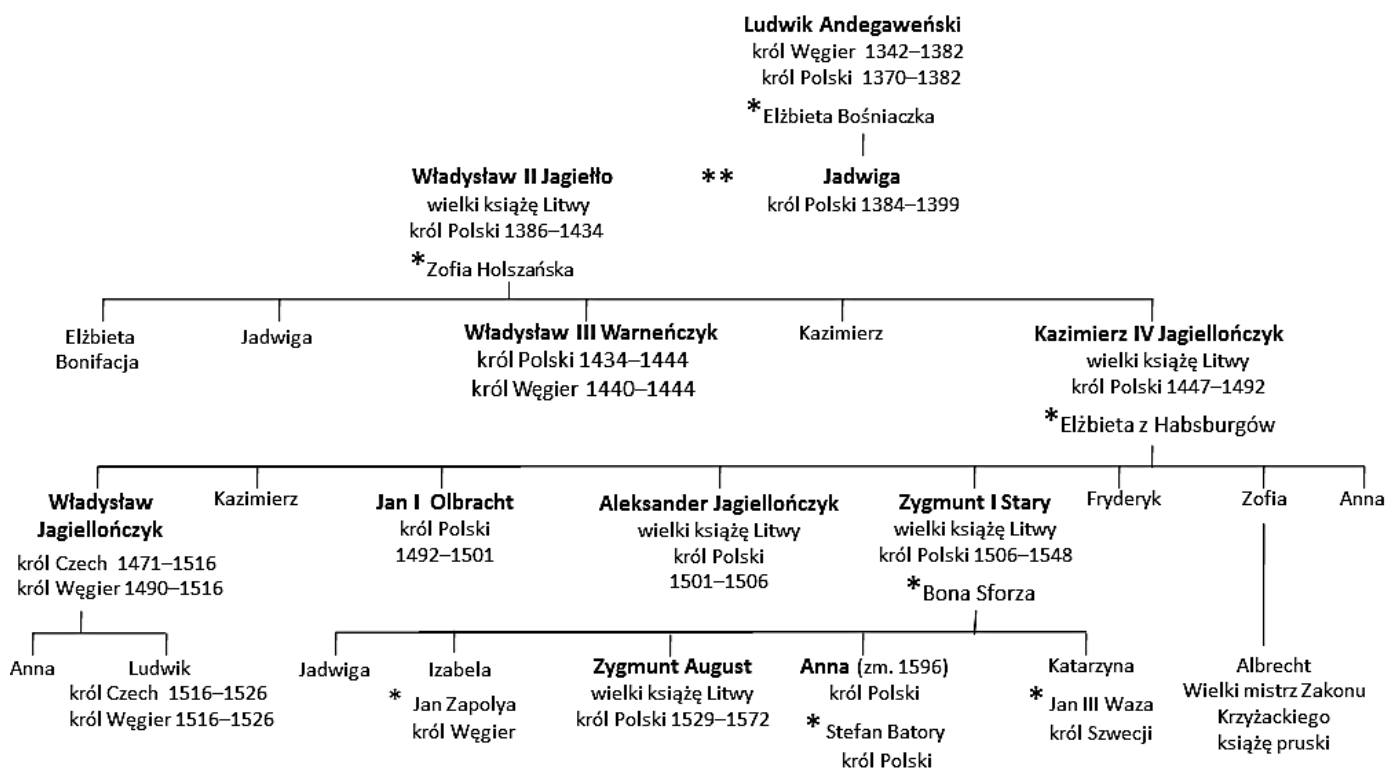 Ludwik Andegaweński
król Węgier 1342–1382
król Polski 1370–1382
* Elżbieta Bośniaczka
Władysław II Jagiełło
wielki książę Litwy
król Polski 1386–1434
* Zofia Holszańska
**
Jadwiga
król Polski 1384–1399
Elżbieta
Bonifacja
Jadwiga
Władysław III Warneńczyk
król Polski 1434–1444
król Węgier 1440–1444
Kazimierz
Kazimierz IV Jagiellończyk
wielki książę Litwy
król Polski 1447–1492
* Elżbieta z Habsburgów
Władysław
Jagiellończyk
król Czech 1471–1516
król Węgier 1490–1516
Kazimierz
Jan I Olbracht
król Polski
1492–1501
Aleksander Jagiellończyk
wielki książę Litwy
król Polski
1501–1506
Zygmunt I Stary
wielki książę Litwy
król Polski 1506–1548
* Bona Sforza
Fryderyk
Zofia
Anna
Anna
Ludwik
król Czech 1516–1526
król Węgier 1516–1526
Jadwiga
Izabela
* Jan Zapolya
król Węgier
Zygmunt August
wielki książę Litwy
król Polski 1529–1572
Anna (zm. 1596)
król Polski
* Stefan Batory
król Polski
Katarzyna
* Jan III Waza
król Szwecji
Albrecht
Wielki mistrz Zakonu
Krzyżackiego
książę pruski